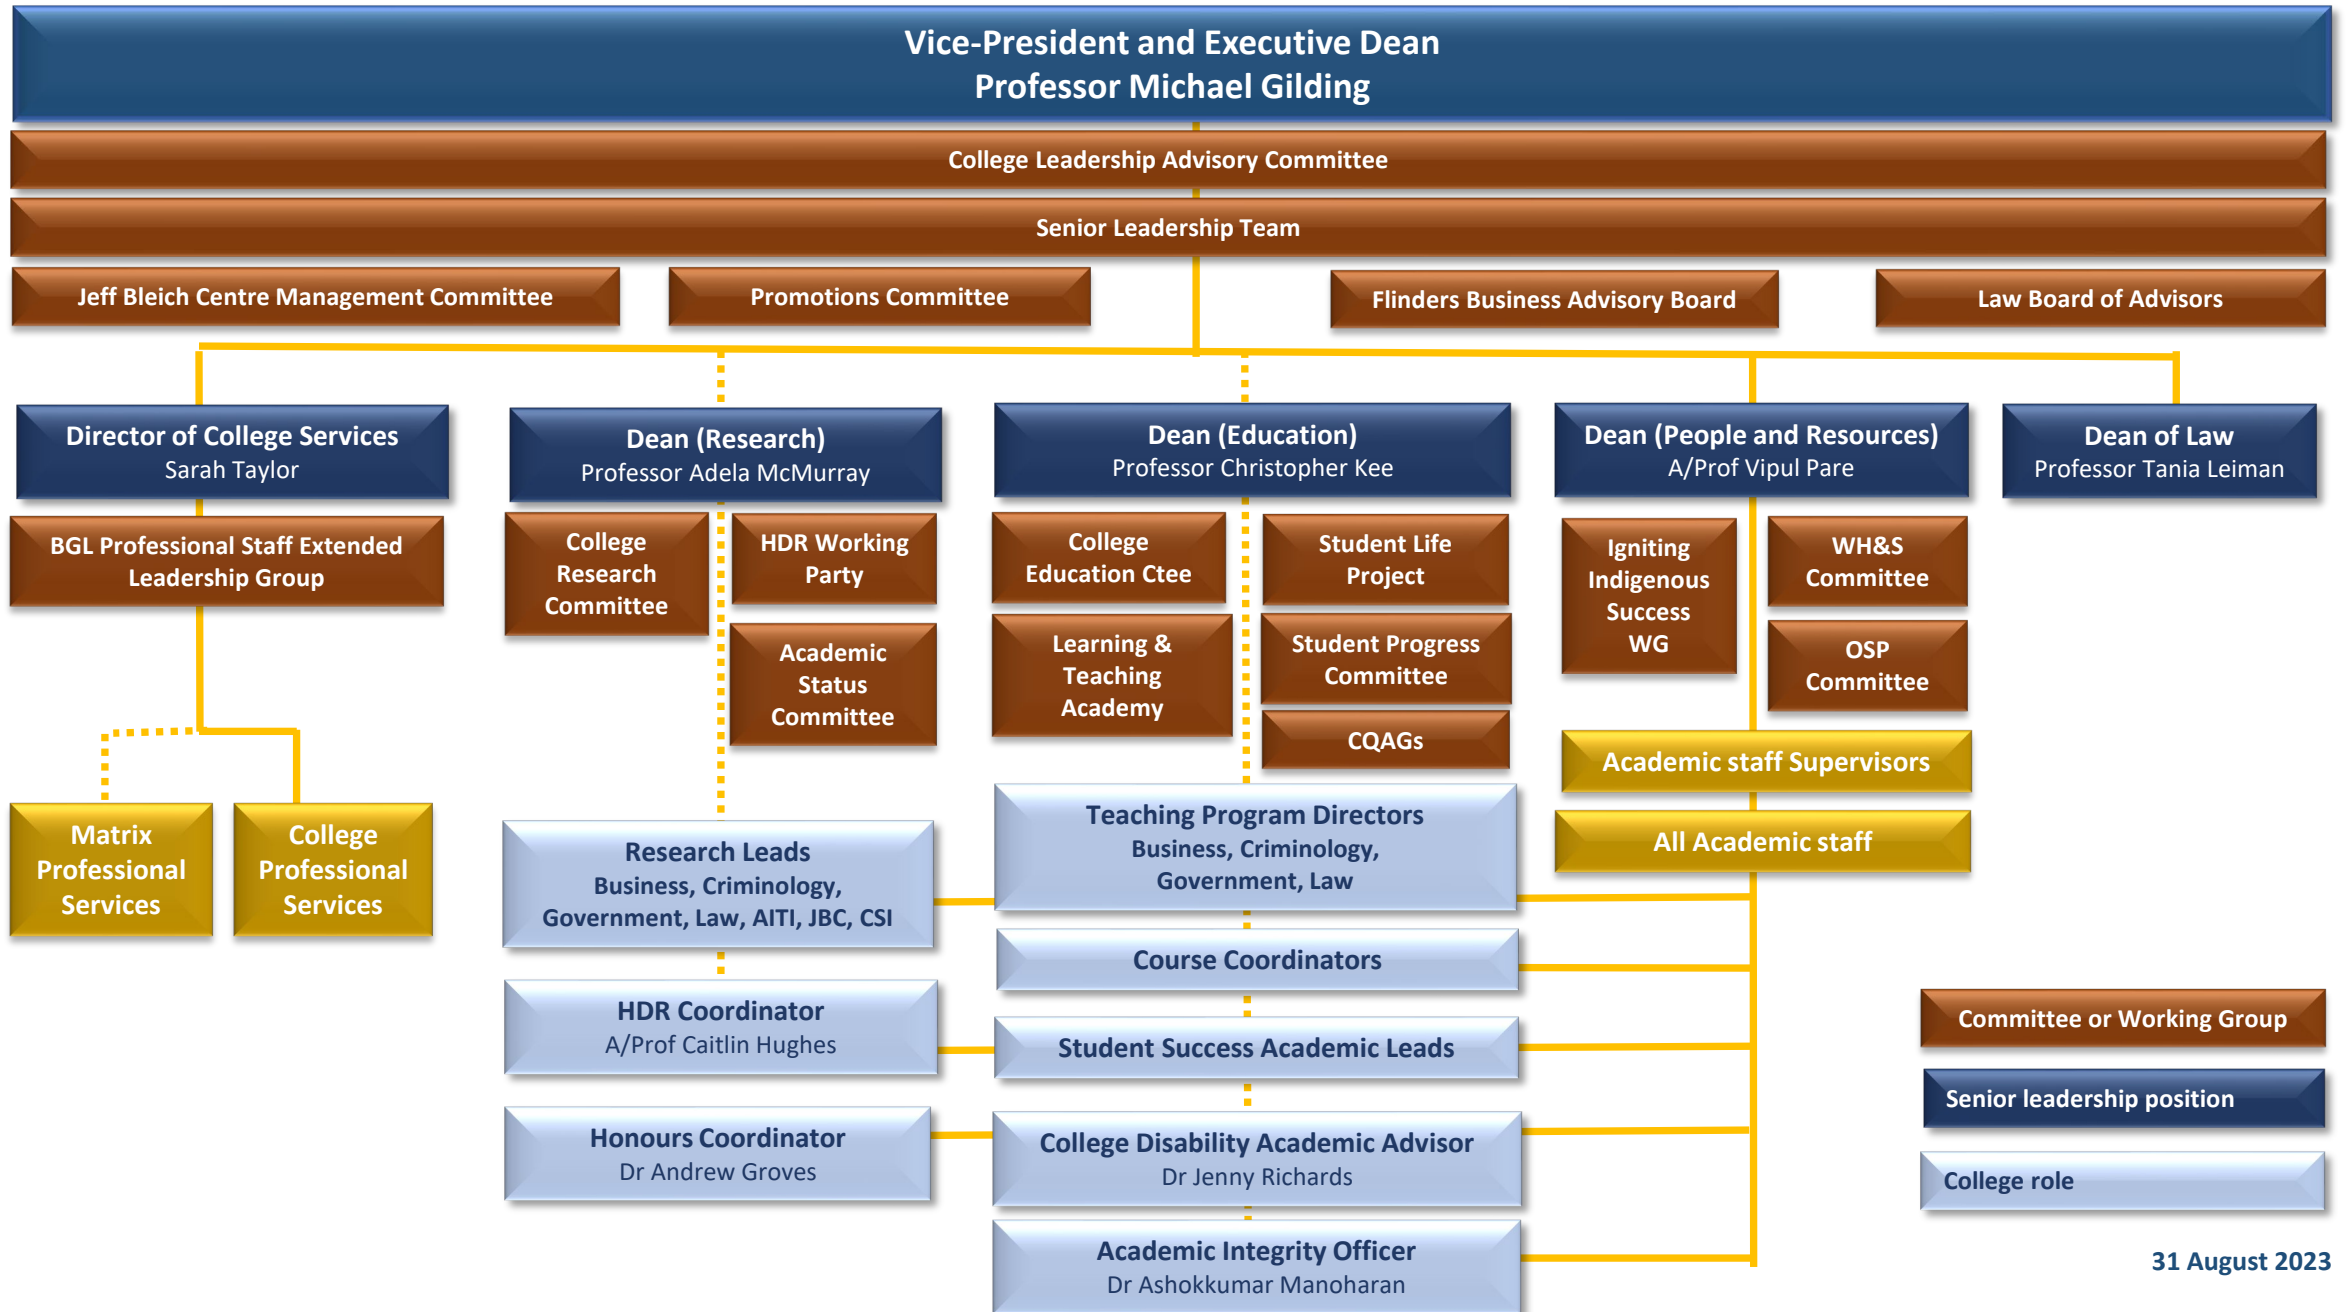 Vice-President and Executive Dean
Professor Michael Gilding
College Leadership Advisory Committee
Senior Leadership Team
Jeff Bleich Centre Management Committee
Promotions Committee
Flinders Business Advisory Board
Law Board of Advisors
Director of College Services
Sarah Taylor
Dean (Research)
Professor Adela McMurray
Dean (Education)
Professor Christopher Kee
Dean (People and Resources)
A/Prof Vipul Pare
Dean of Law
Professor Tania Leiman
BGL Professional Staff Extended
Leadership Group
College
Research
Committee
HDR Working
Party
Academic
Status
Committee
College
Education Ctee
Student Life
Project
Learning &
Teaching
Academy
Student Progress
Committee
CQAGs
Igniting
Indigenous
Success
WG
WH&S
Committee
OSP
Committee
Academic staff Supervisors
All Academic staff
Matrix
Professional
Services
College
Professional
Services
Research Leads
Business, Criminology,
Government, Law, AITI, JBC, CSI
Teaching Program Directors
Business, Criminology,
Government, Law
Course Coordinators
HDR Coordinator
A/Prof Caitlin Hughes
Student Success Academic Leads
Honours Coordinator
Dr Andrew Groves
College Disability Academic Advisor
Dr Jenny Richards
Academic Integrity Officer
Dr Ashokkumar Manoharan
Committee or Working Group
Senior leadership position
College role
31 August 2023